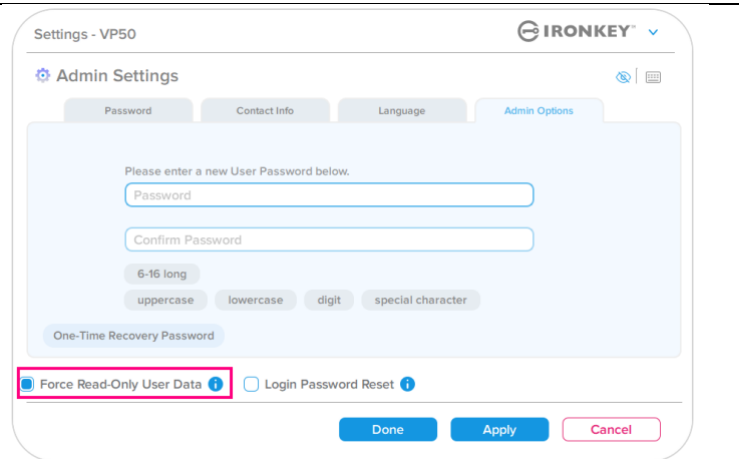 Settings - VP50
IRONKEY™
Admin Settings
Password Contact Info Language Admin Options
Please enter a new User Password below.
Password
Confirm Password
6-16 long
uppercase lowercase digit special character
One-Time Recovery Password
Force Read-Only User Data Login Password Reset
Done Apply Cancel